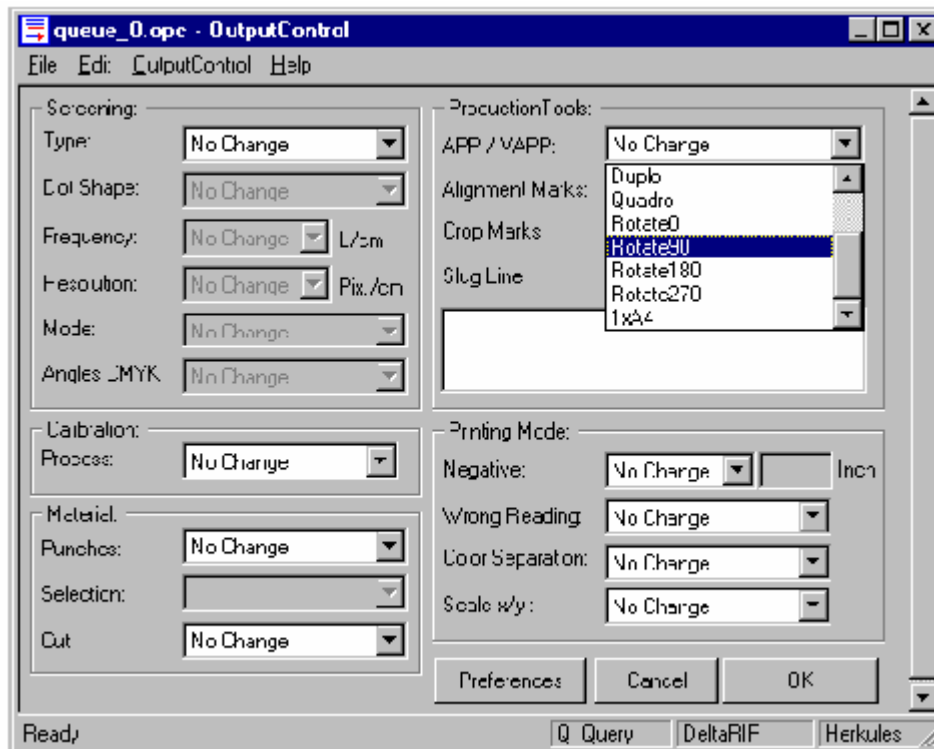 queue_0.opc - OutputControl
File Edit OutputControl Help
Screening:
Type: No Change
Dot Shape: No Change
Frequency: No Change L/cm
Resolution: No Change Pix./cm
Mode: No Change
Angles CMYK No Change
Calibration:
Process: No Change
Material:
Punches: No Change
Selection:
Cut No Change
ProductionTools:
APP / VAPP: No Change
Alignment Marks:
Crop Marks
Slug Line
Duplo
Quadro
Rotate0
Rotate90
Rotate180
Rotate270
1xA4
Printing Mode:
Negative: No Change Inch
Wrong Reading: No Change
Color Separation: No Change
Scale x/y: No Change
Preferences Cancel OK
Ready Q_Query DeltaRIF Herkules